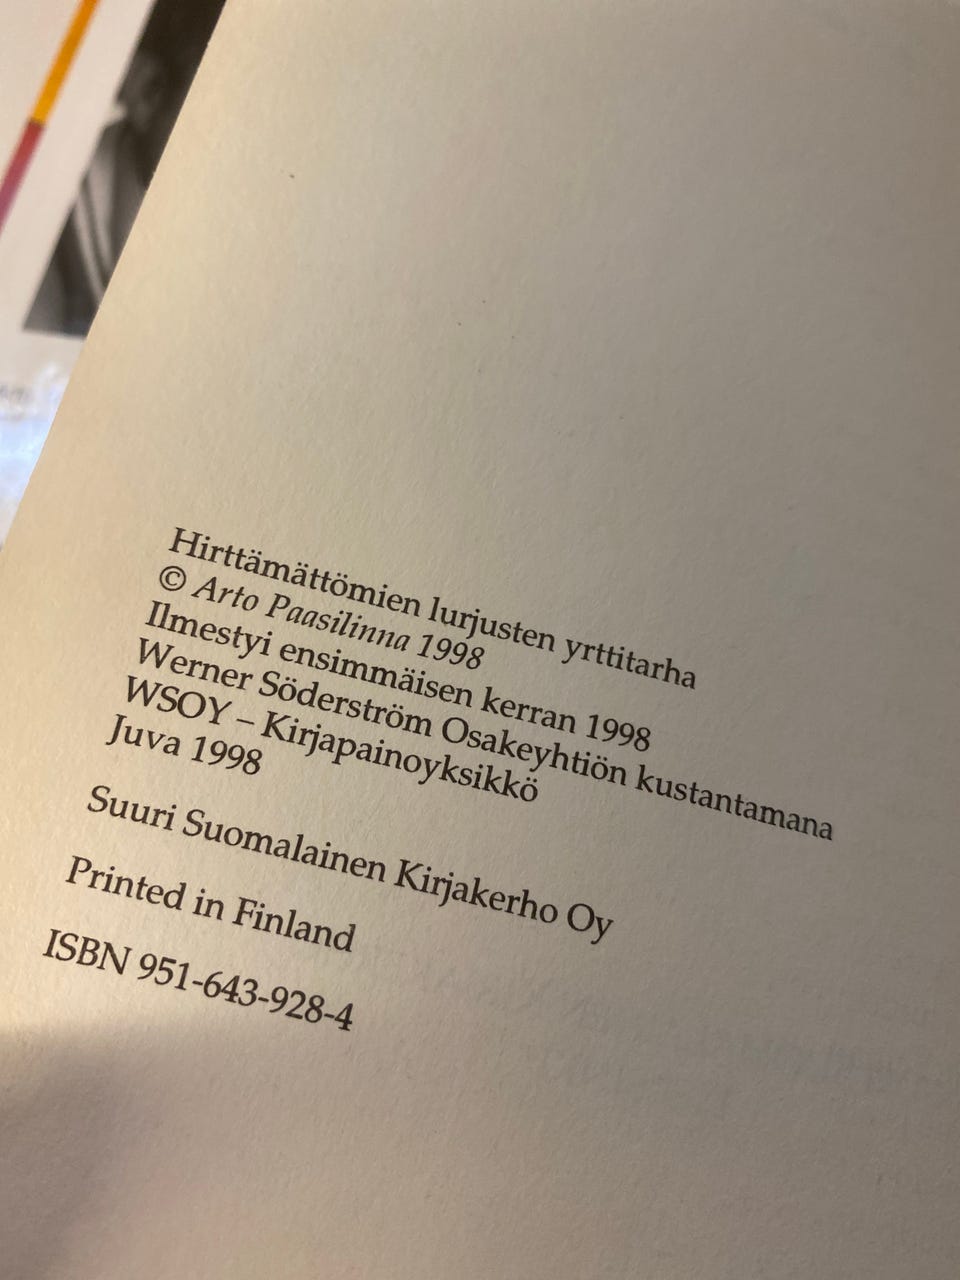 Hirttämättömien lurjusten yrttitarha
© Arto Paasilinna 1998
Ilmestyi ensimmäisen kerran 1998
Werner Söderström Osakeyhtiön kustantamana
WSOY – Kirjapainoyksikkö
Juva 1998
Suuri Suomalainen Kirjakerho Oy
Printed in Finland
ISBN 951-643-928-4